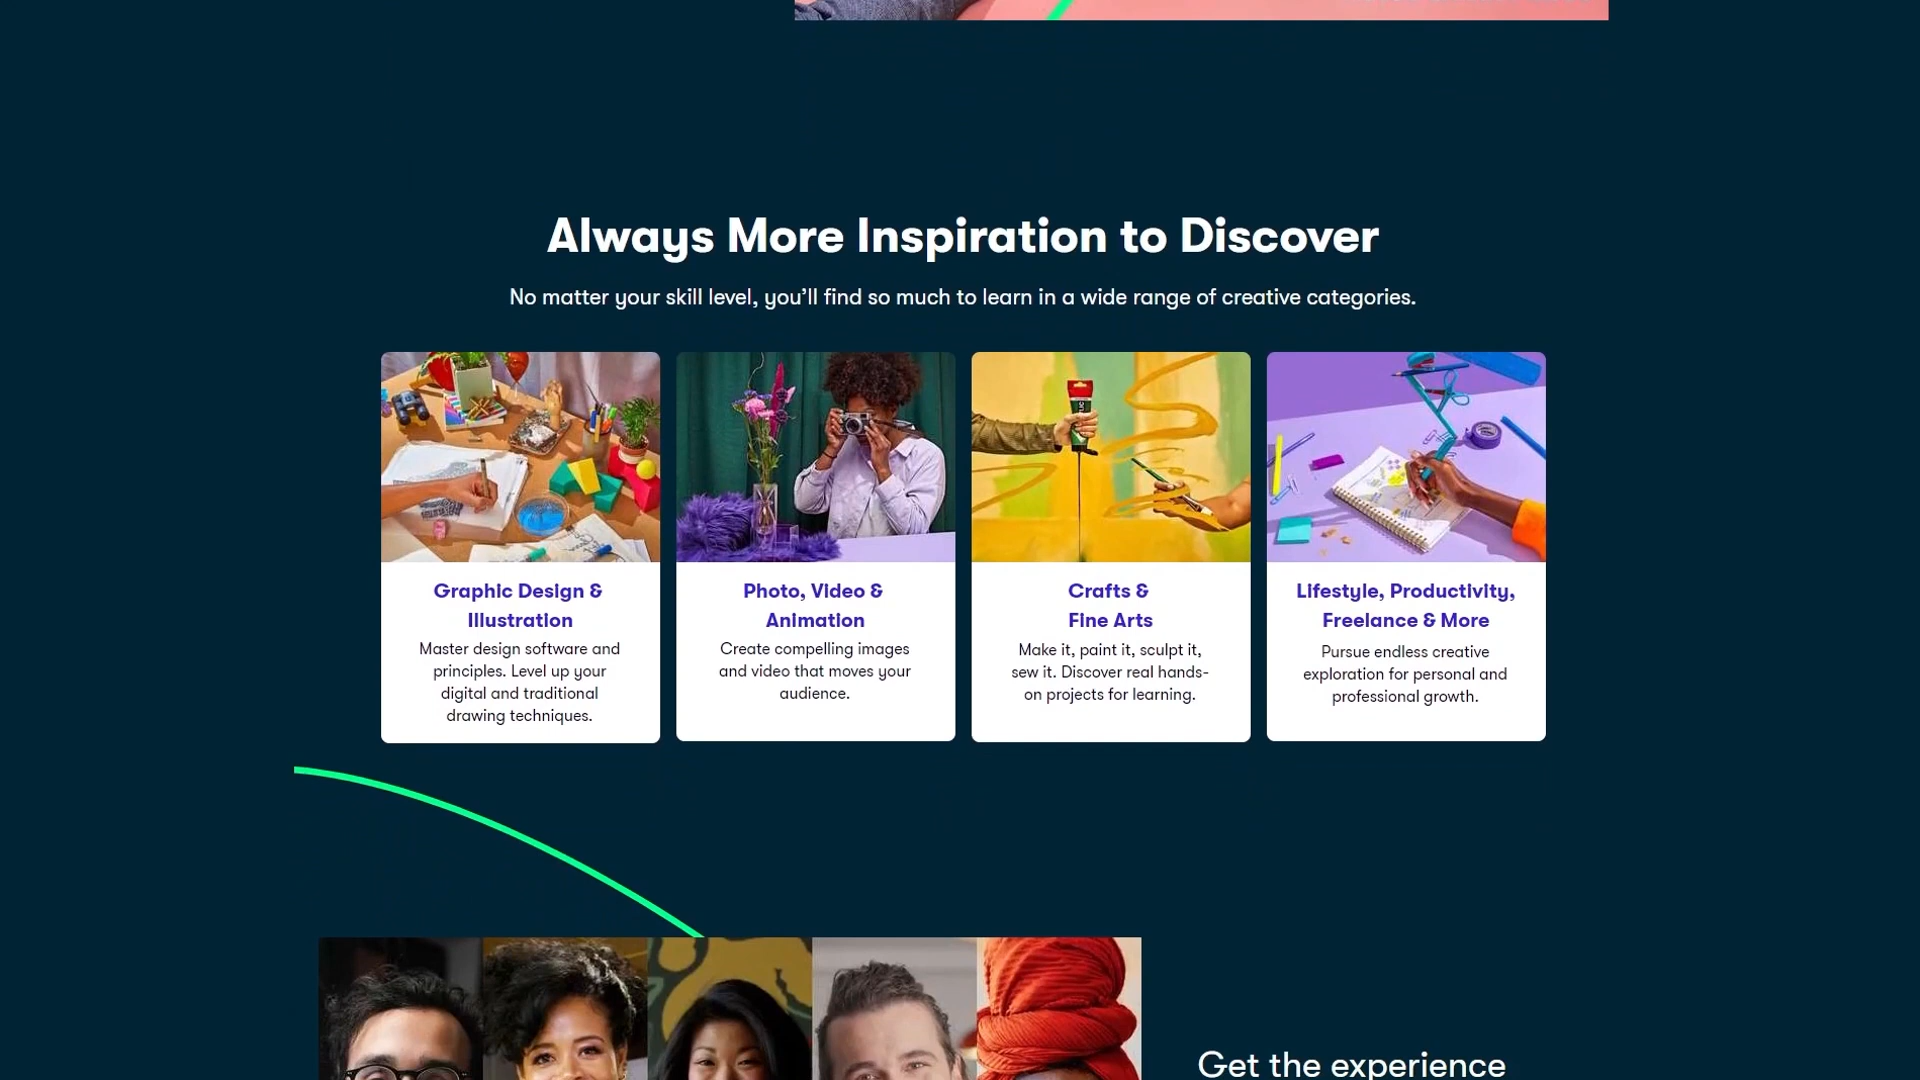 Always More Inspiration to Discover
No matter your skill level, you’ll find so much to learn in a wide range of creative categories.
Graphic Design &
Illustration
Master design software and
principles. Level up your
digital and traditional
drawing techniques.
Photo, Video &
Animation
Create compelling images
and video that moves your
audience.
Crafts &
Fine Arts
Make it, paint it, sculpt it,
sew it. Discover real hands-
on projects for learning.
Lifestyle, Productivity,
Freelance & More
Pursue endless creative
exploration for personal and
professional growth.
Get the experience